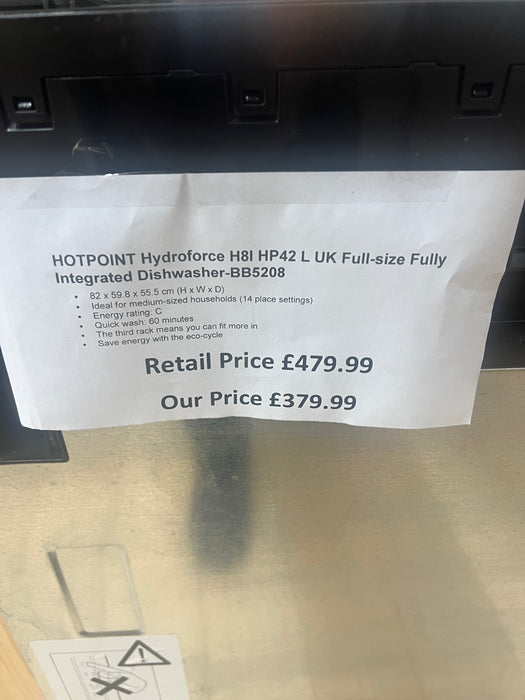 HOTPOINT Hydroforce H8I HP42 L UK Full-size Fully
Integrated Dishwasher-BB5208
• 82 x 59.8 x 55.5 cm (H x W x D)
• Ideal for medium-sized households (14 place settings)
• Energy rating: C
• Quick wash: 60 minutes
• The third rack means you can fit more in
• Save energy with the eco-cycle
Retail Price £479.99
Our Price £379.99